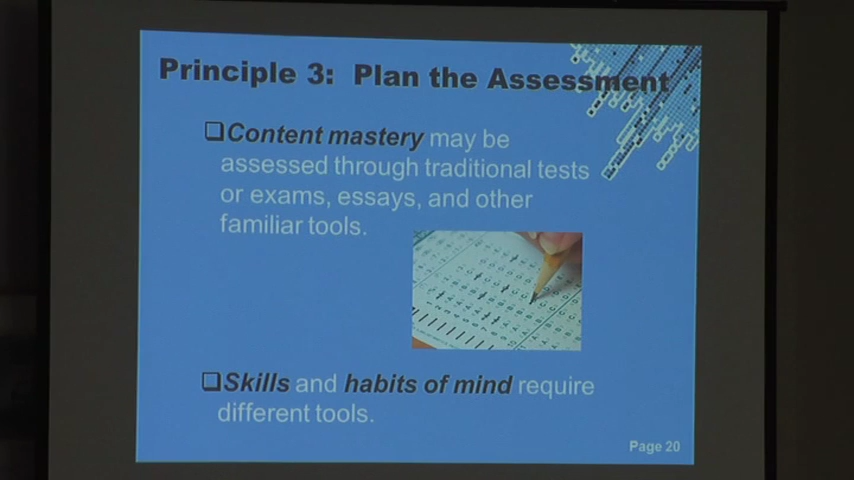 Principle 3: Plan the Assessment
❑Content mastery may be
assessed through traditional tests
or exams, essays, and other
familiar tools.
❑Skills and habits of mind require
different tools.
Page 20